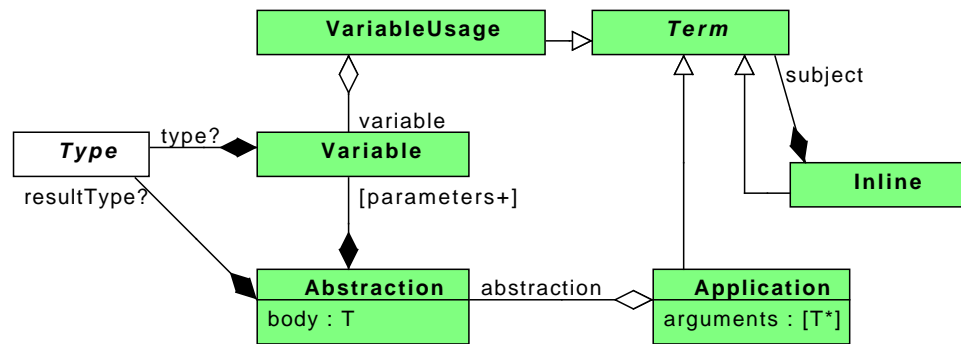 VariableUsage
Term
subject
variable
type?
Type
Variable
resultType?
[parameters+]
Inline
Abstraction
abstraction
Application
body : T
arguments : [T*]